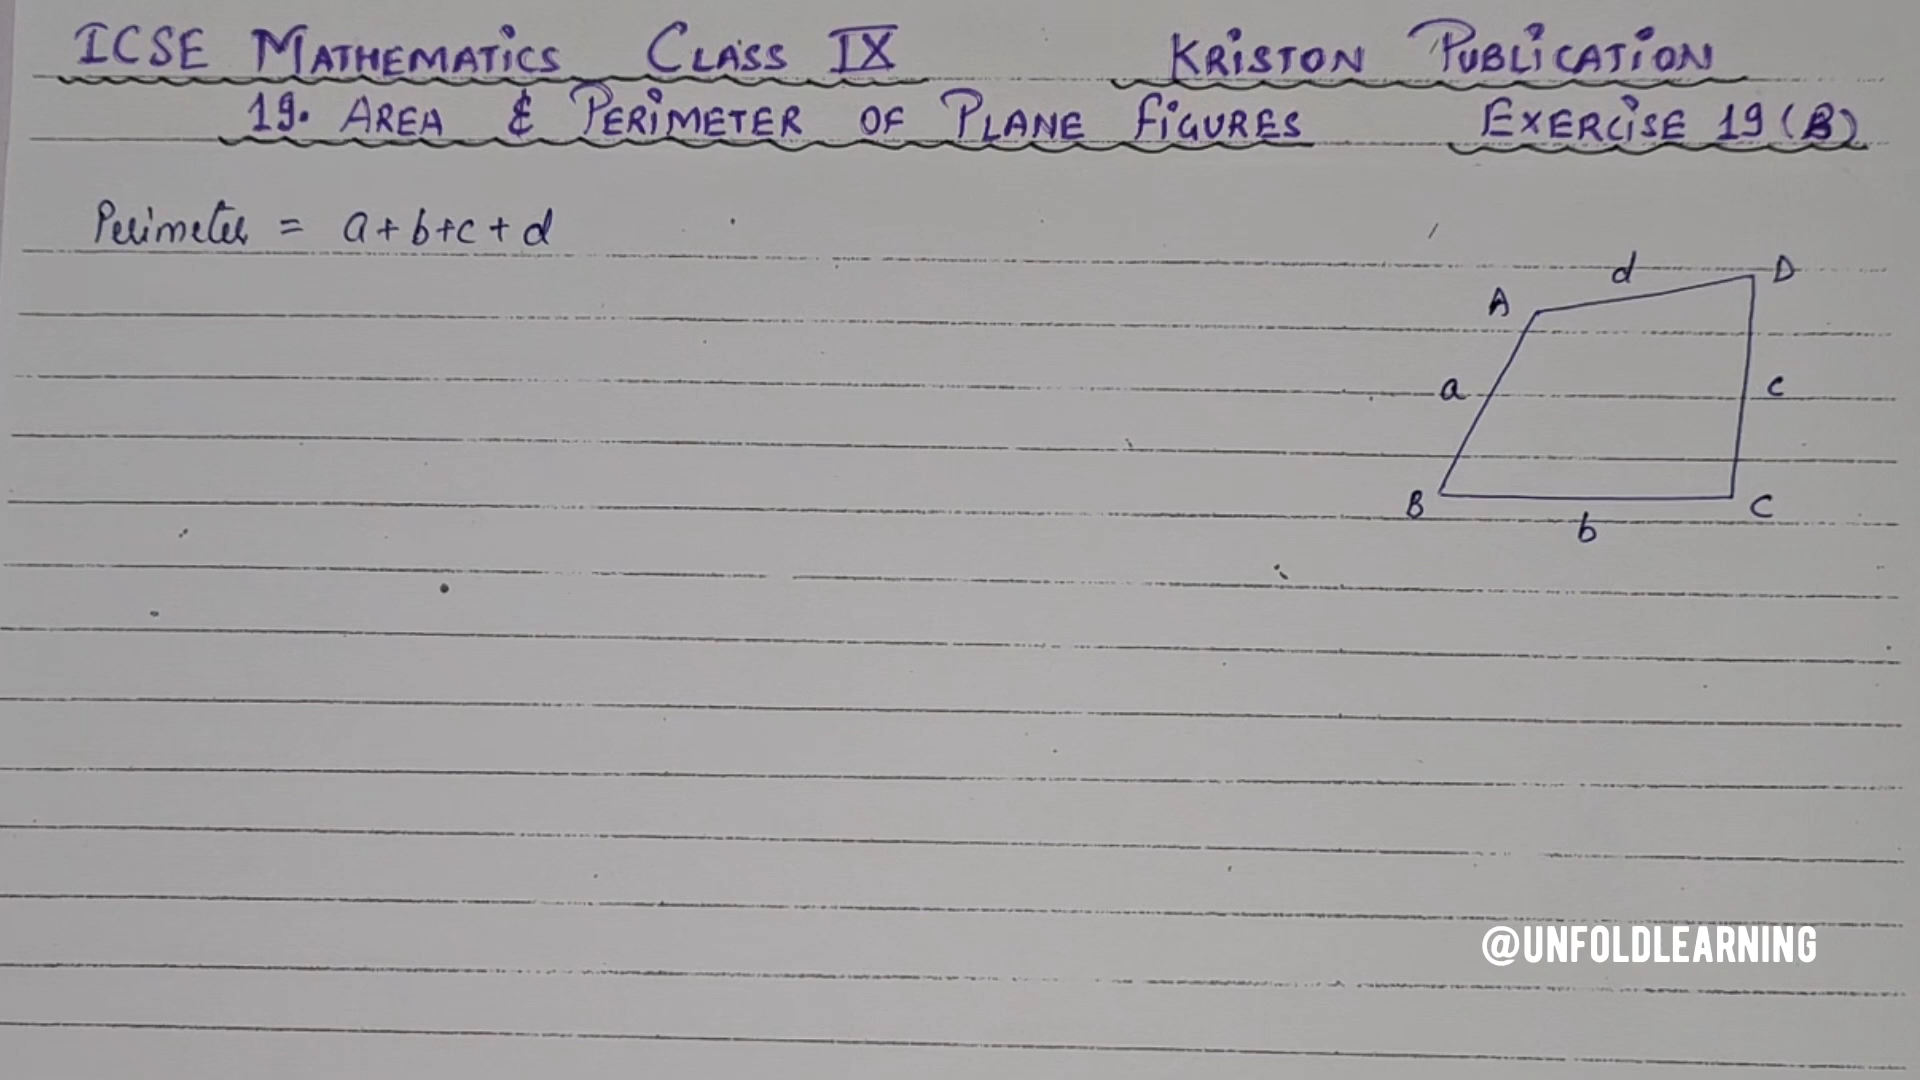 ICSE MATHEMATICS CLASS IX KRISTON PUBLICATION
19. AREA & PERIMETER OF PLANE FIGURES EXERCISE 19 (B)
Perimeter = a+b+c+d
d D
A
a c
B C
b
@UNFOLDLEARNING